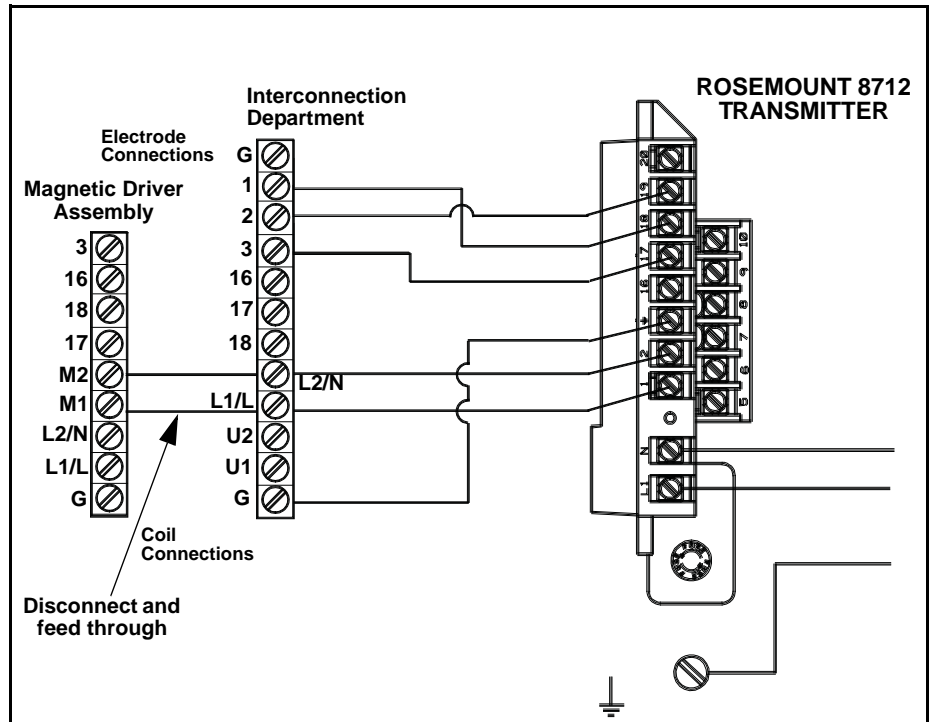 ROSEMOUNT 8712
TRANSMITTER
Interconnection
Department
Electrode
Connections
Magnetic Driver
Assembly
G
1
2
3
16
17
18
L2/N
L1/L
U2
U1
G
3
16
18
17
M2
M1
L2/N
L1/L
G
Coil
Connections
Disconnect and
feed through
20
19
18
17
16
2
1
N
L1
10
9
8
7
6
5